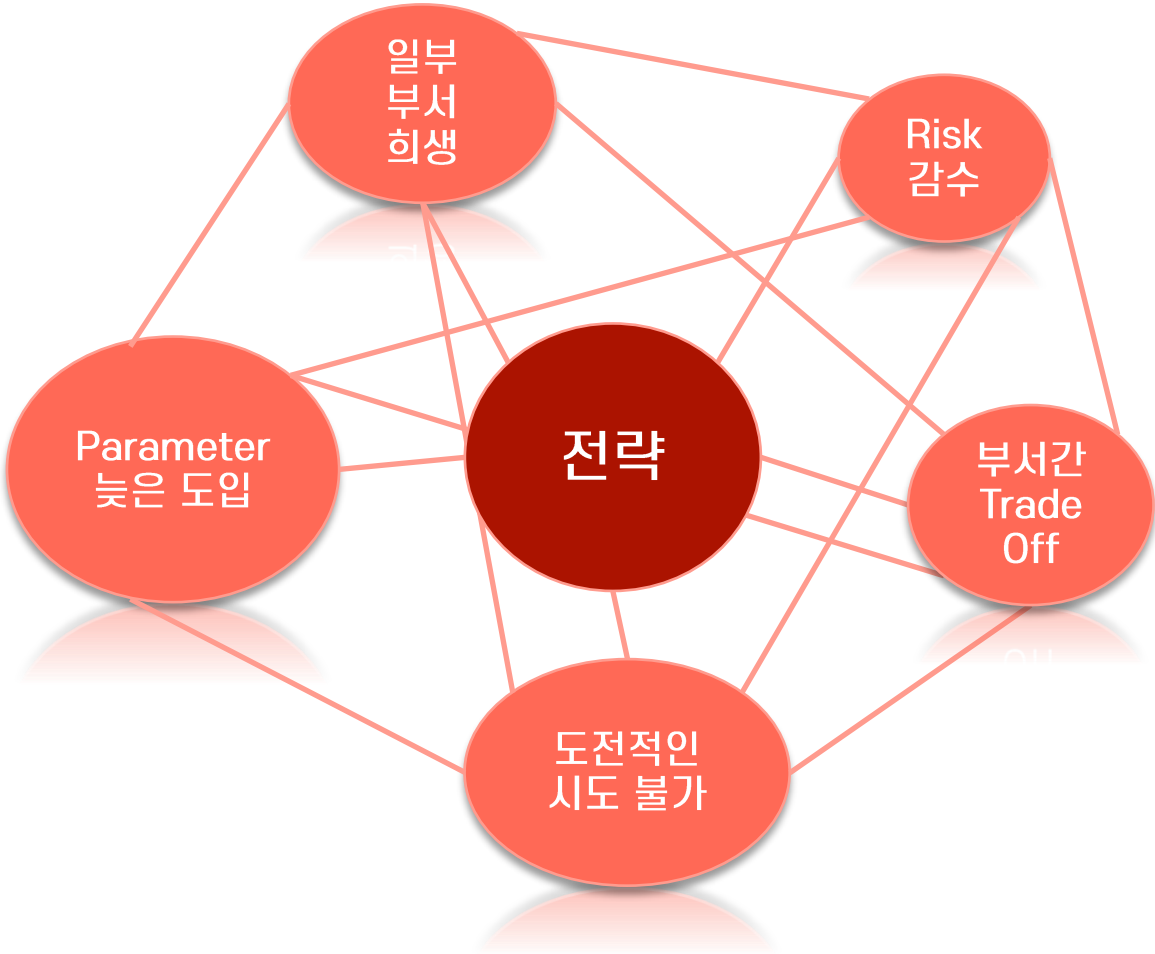 일부
부서
희생
Risk
감수
전략
Parameter
늦은 도입
부서간
Trade
Off
도전적인
시도 불가